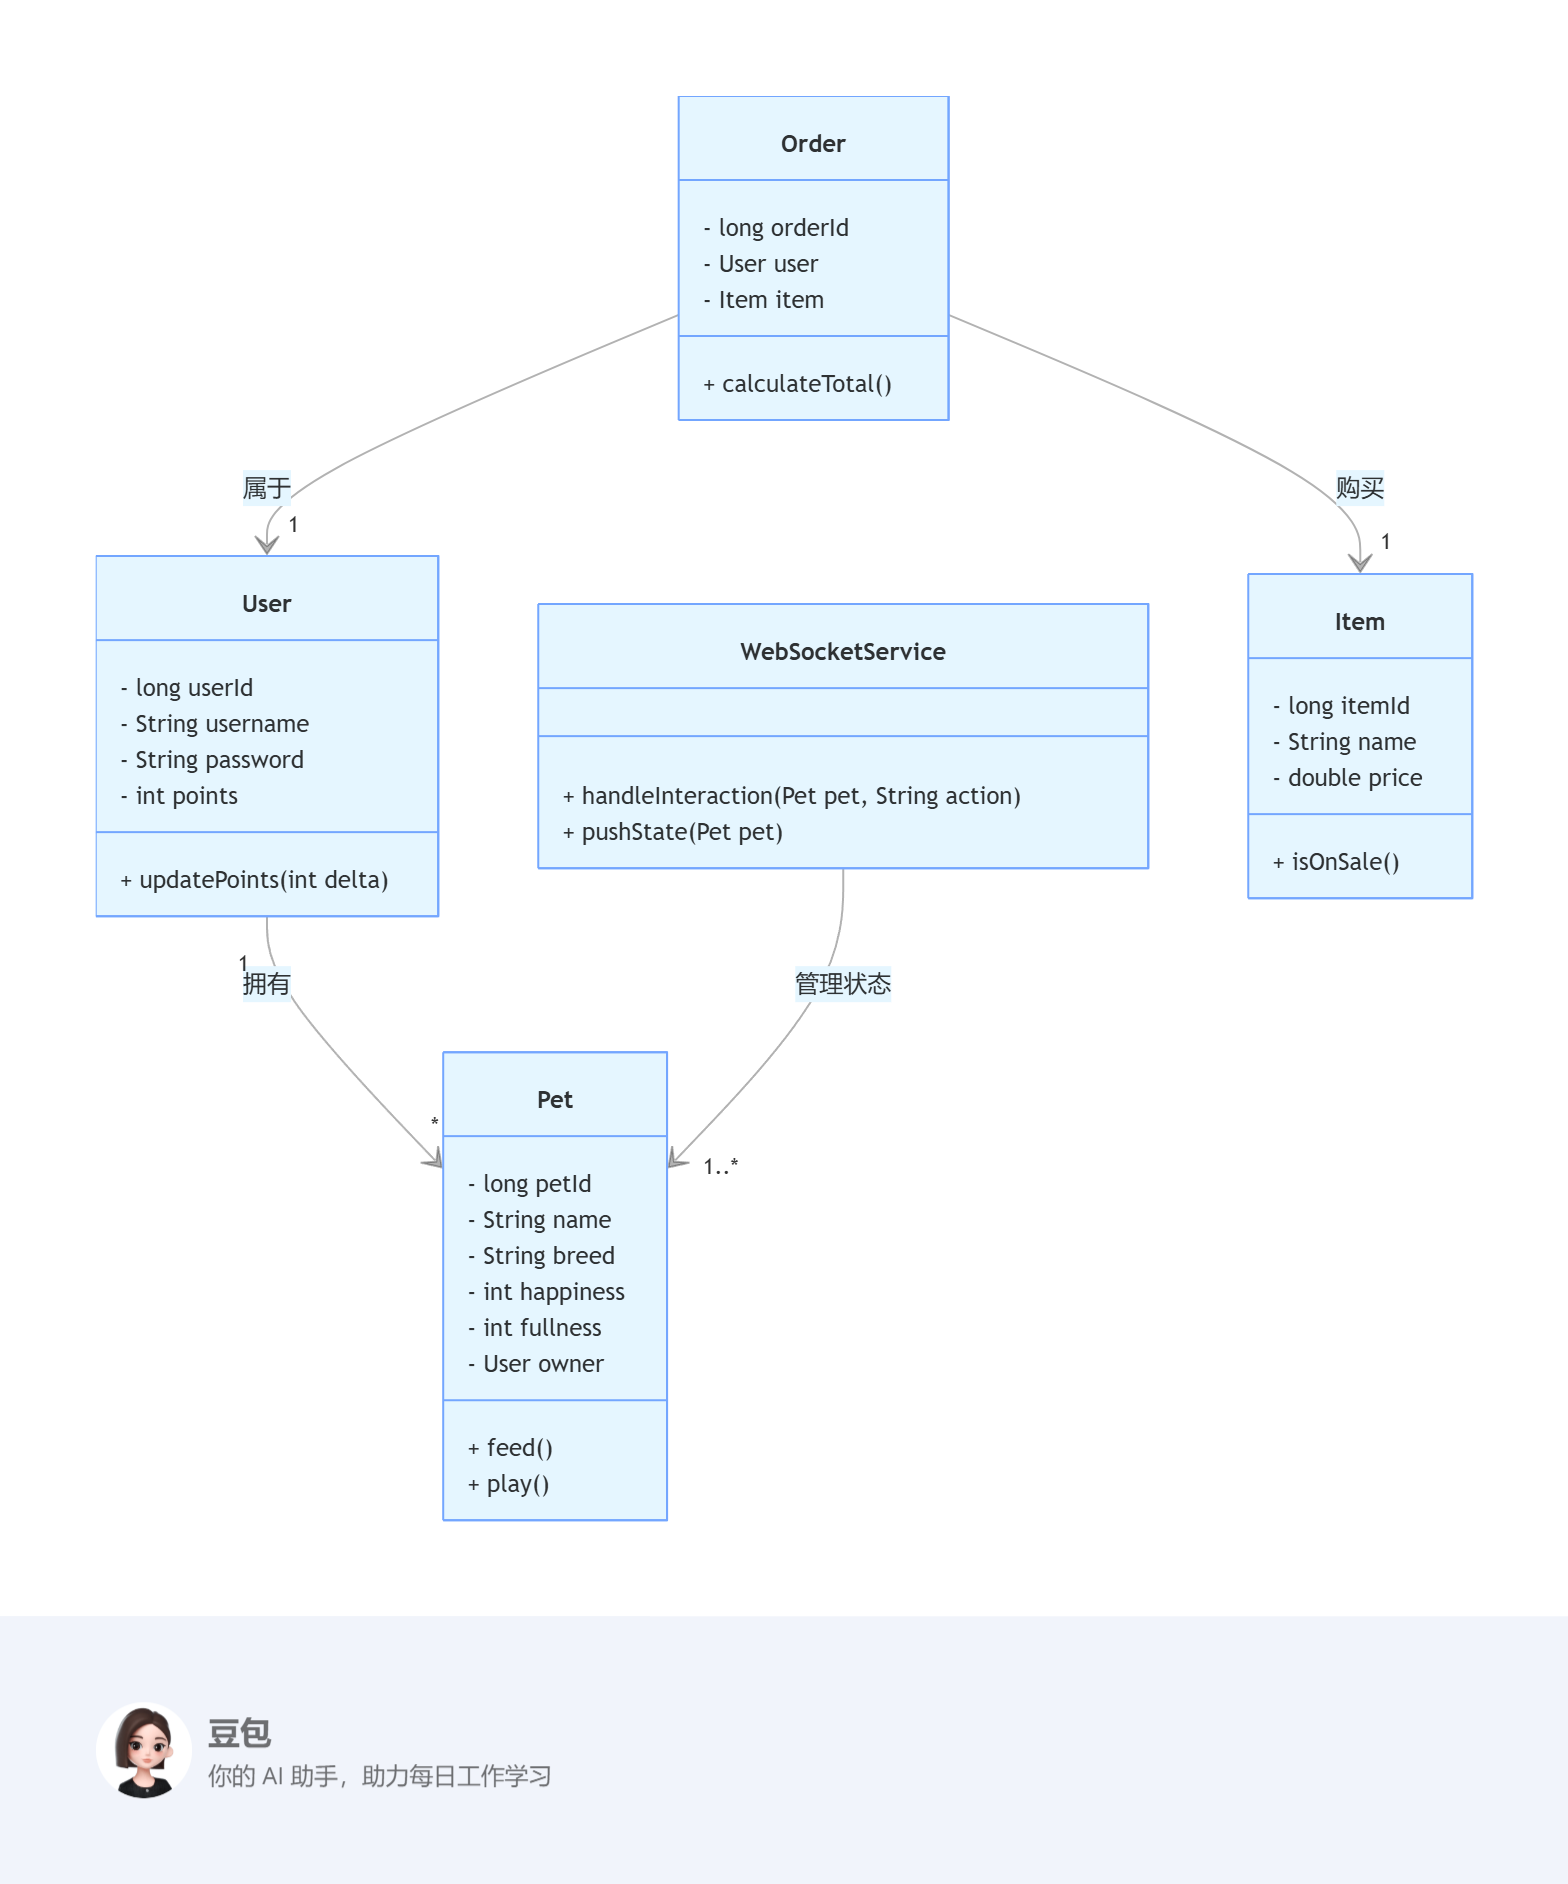 Order
- long orderId
- User user
- Item item
+ calculateTotal()
属于
1
购买
1
User
- long userId
- String username
- String password
- int points
+ updatePoints(int delta)
WebSocketService
+ handleInteraction(Pet pet, String action)
+ pushState(Pet pet)
Item
- long itemId
- String name
- double price
+ isOnSale()
1
拥有
*
管理状态
1..*
Pet
- long petId
- String name
- String breed
- int happiness
- int fullness
- User owner
+ feed()
+ play()
豆包
你的 AI 助手，助力每日工作学习